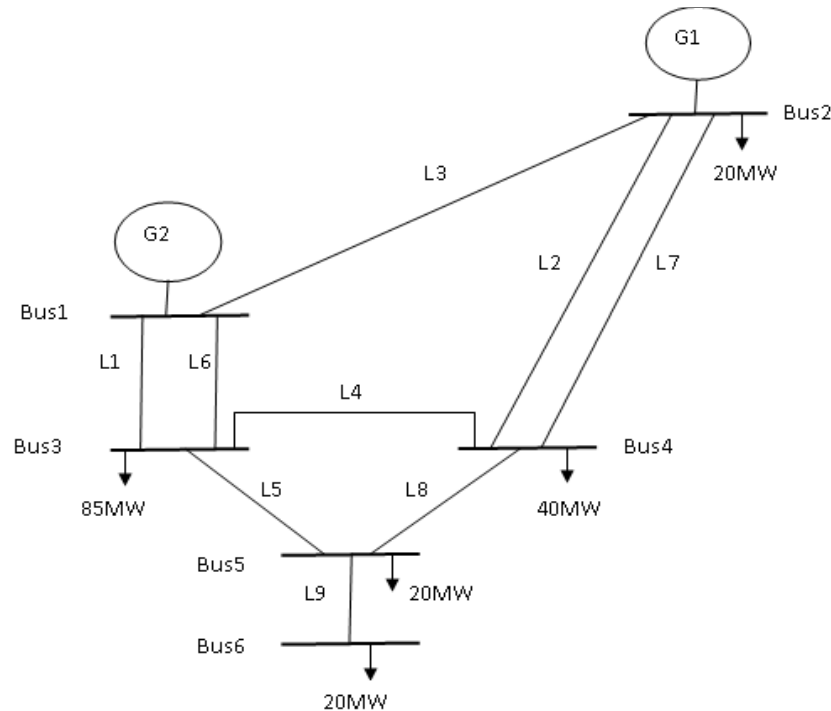 G1
Bus2
20MW
L3
G2
L2
L7
Bus1
L1
L6
L4
Bus3
Bus4
85MW
L5
L8
40MW
Bus5
L9
20MW
Bus6
20MW